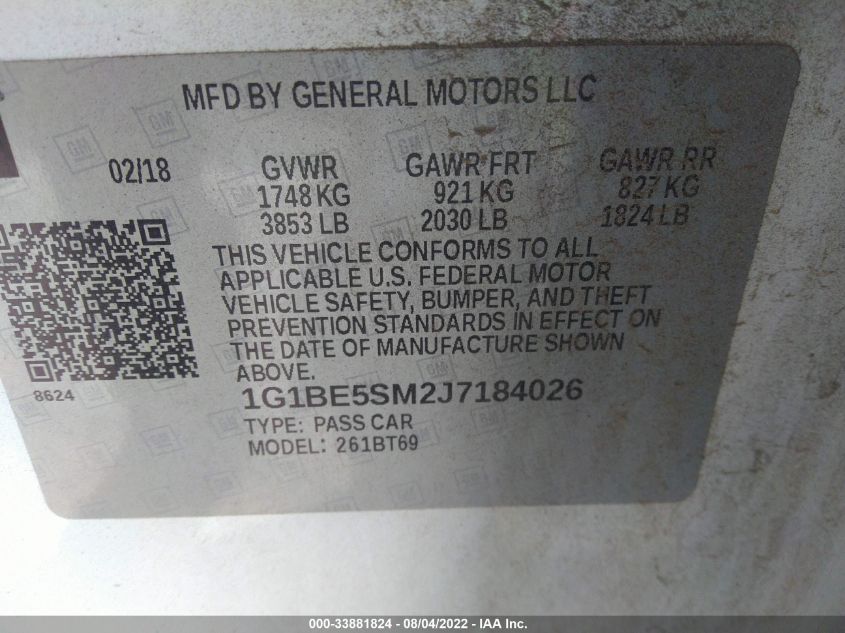 MFD BY GENERAL MOTORS LLC
02/18 GVWR GAWR FRT GAWR RR
1748 KG 921 KG 827 KG
3853 LB 2030 LB 1824 LB
THIS VEHICLE CONFORMS TO ALL
APPLICABLE U.S. FEDERAL MOTOR
VEHICLE SAFETY, BUMPER, AND THEFT
PREVENTION STANDARDS IN EFFECT ON
THE DATE OF MANUFACTURE SHOWN
ABOVE.
8624
1G1BE5SM2J7184026
TYPE: PASS CAR
MODEL: 261BT69
000-33881824 - 08/04/2022 - IAA Inc.